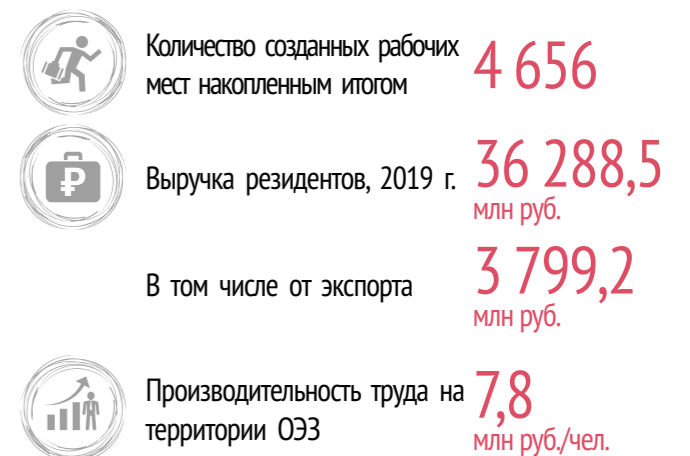 Количество созданных рабочих
мест накопленным итогом
4 656
₽
Выручка резидентов, 2019 г.
36 288,5
млн руб.
В том числе от экспорта
3 799,2
млн руб.
Производительность труда на
территории ОЭЗ
7,8
млн руб./чел.